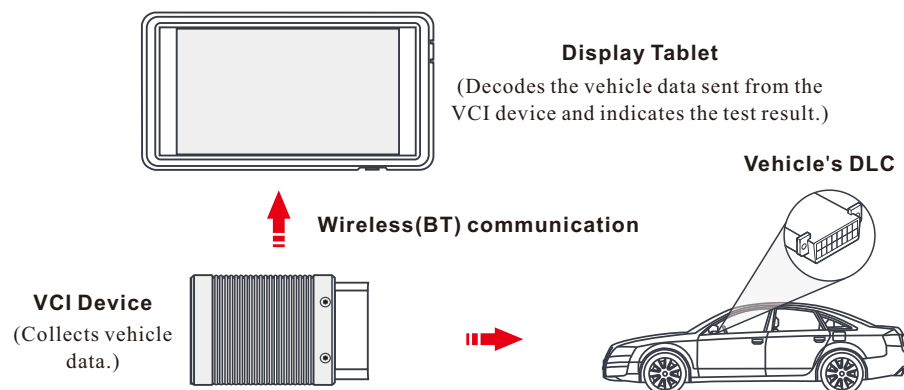 Display Tablet
(Decodes the vehicle data sent from the
VCI device and indicates the test result.)
Vehicle's DLC
Wireless(BT) communication
VCI Device
(Collects vehicle
data.)